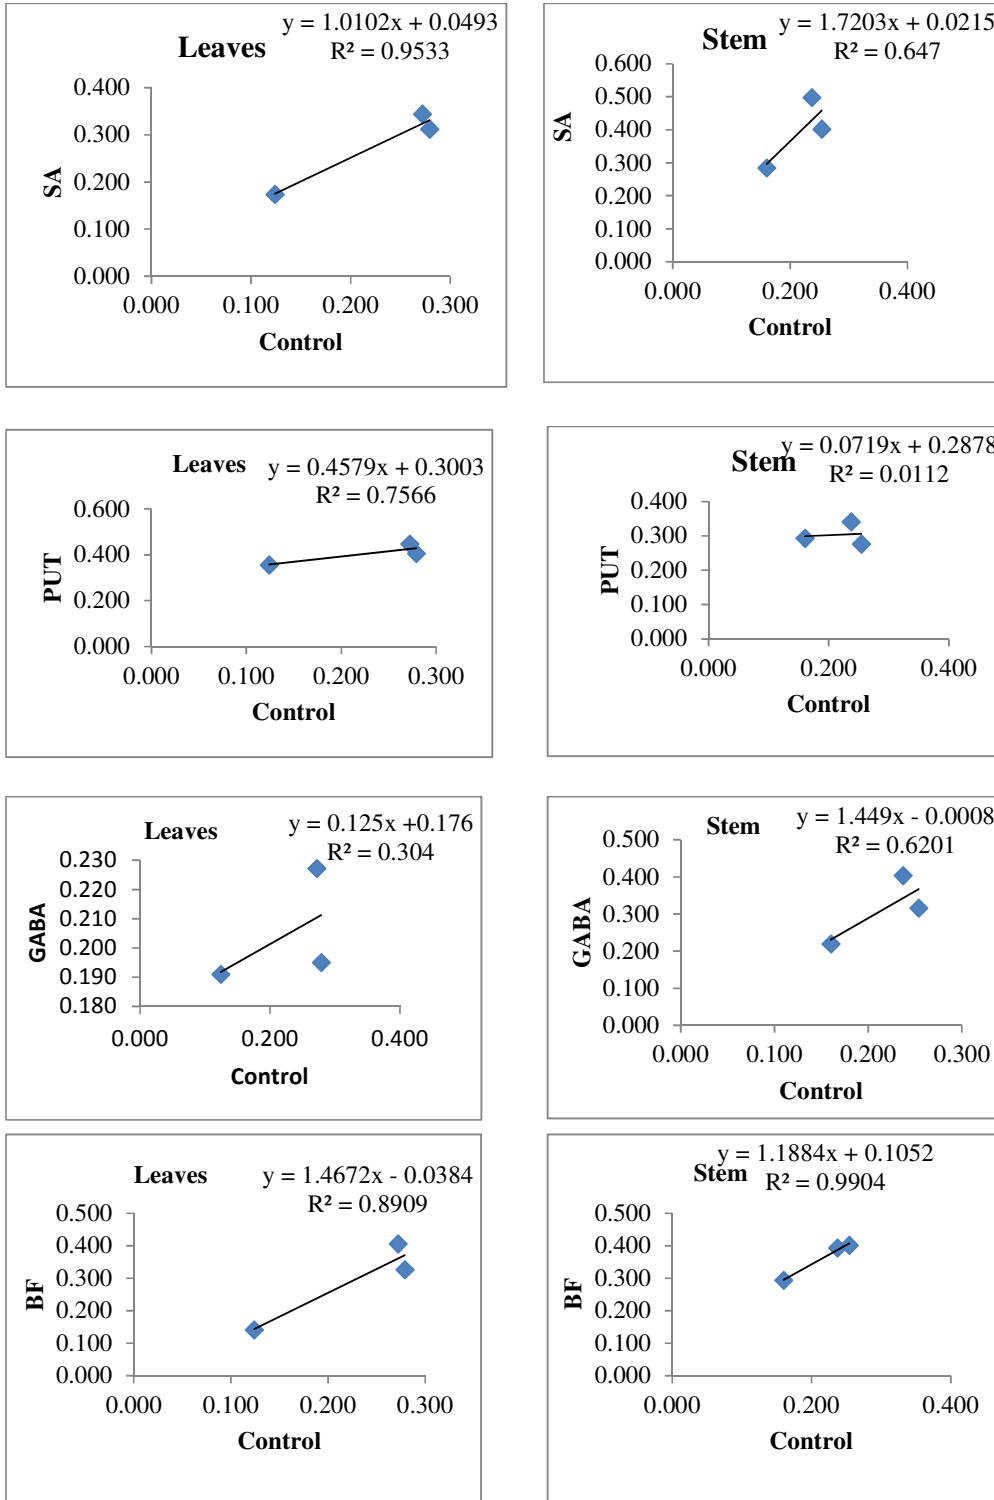 Leaves
y = 1.0102x + 0.0493
R² = 0.9533
0.400
0.300
0.200
0.100
0.000
SA
0.000 0.100 0.200 0.300
Control
Stem
y = 1.7203x + 0.0215
R² = 0.647
0.600
0.500
0.400
0.300
0.200
0.100
0.000
SA
0.000 0.200 0.400
Control
Leaves
y = 0.4579x + 0.3003
R² = 0.7566
0.600
0.400
0.200
0.000
PUT
0.000 0.100 0.200 0.300
Control
Stem
y = 0.0719x + 0.2878
R² = 0.0112
0.400
0.300
0.200
0.100
0.000
PUT
0.000 0.200 0.400
Control
Leaves
y = 0.125x +0.176
R² = 0.304
0.230
0.220
0.210
0.200
0.190
0.180
GABA
0.000 0.200 0.400
Control
Stem
y = 1.449x - 0.0008
R² = 0.6201
0.500
0.400
0.300
0.200
0.100
0.000
GABA
0.000 0.100 0.200 0.300
Control
Leaves
y = 1.4672x - 0.0384
R² = 0.8909
0.500
0.400
0.300
0.200
0.100
0.000
BF
0.000 0.100 0.200 0.300
Control
Stem
y = 1.1884x + 0.1052
R² = 0.9904
0.500
0.400
0.300
0.200
0.100
0.000
BF
0.000 0.200 0.400
Control